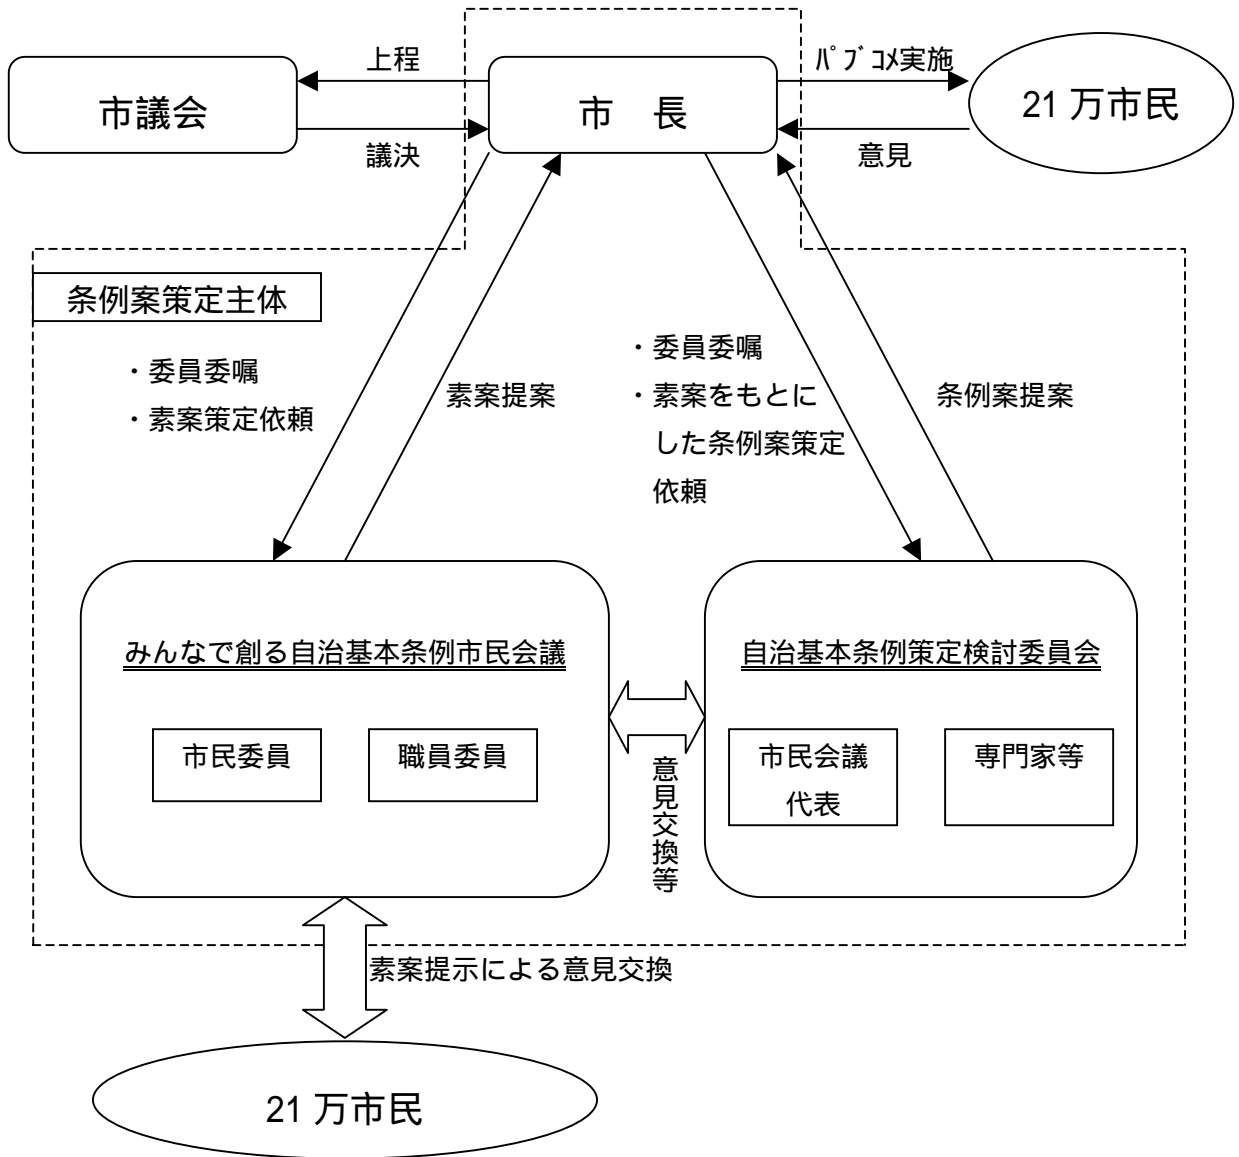 上程
ﾊﾟﾌﾞｺﾒ実施
市議会
市　長
21 万市民
議決
意見
条例案策定主体
・委員委嘱
・素案策定依頼
素案提案
・委員委嘱
・素案をもとに
した条例案策定
依頼
条例案提案
みんなで創る自治基本条例市民会議
市民委員
職員委員
意見交換等
自治基本条例策定検討委員会
市民会議
代表
専門家等
素案提示による意見交換
21 万市民